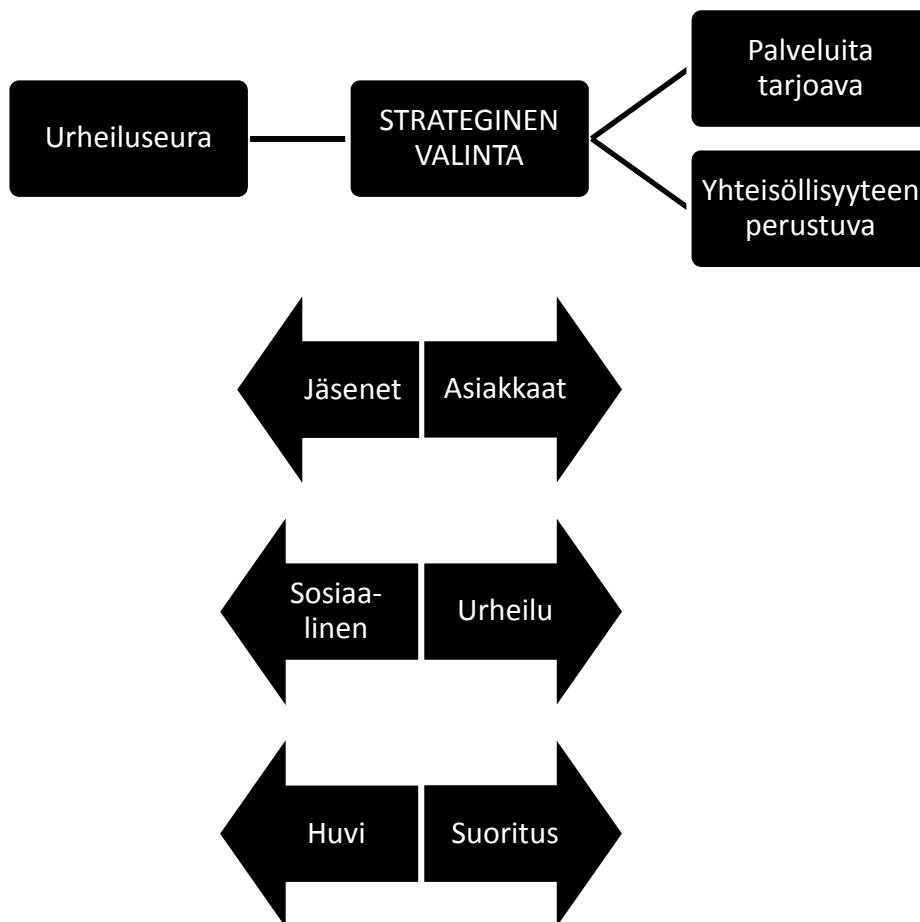 Urheiluseura
STRATEGINEN
VALINTA
Palveluita
tarjoava
Yhteisöllisyyteen
perustuva
Jäsenet
Asiakkaat
Sosiaa-
linen
Urheilu
Huvi
Suoritus